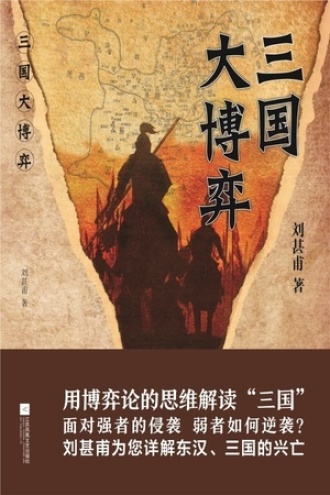 三国大博弈
刘甚甫 著
三国大博弈
刘甚甫 著
用博弈论的思维解读“三国”
面对强者的侵袭 弱者如何逆袭？
刘甚甫为您详解东汉、三国的兴亡